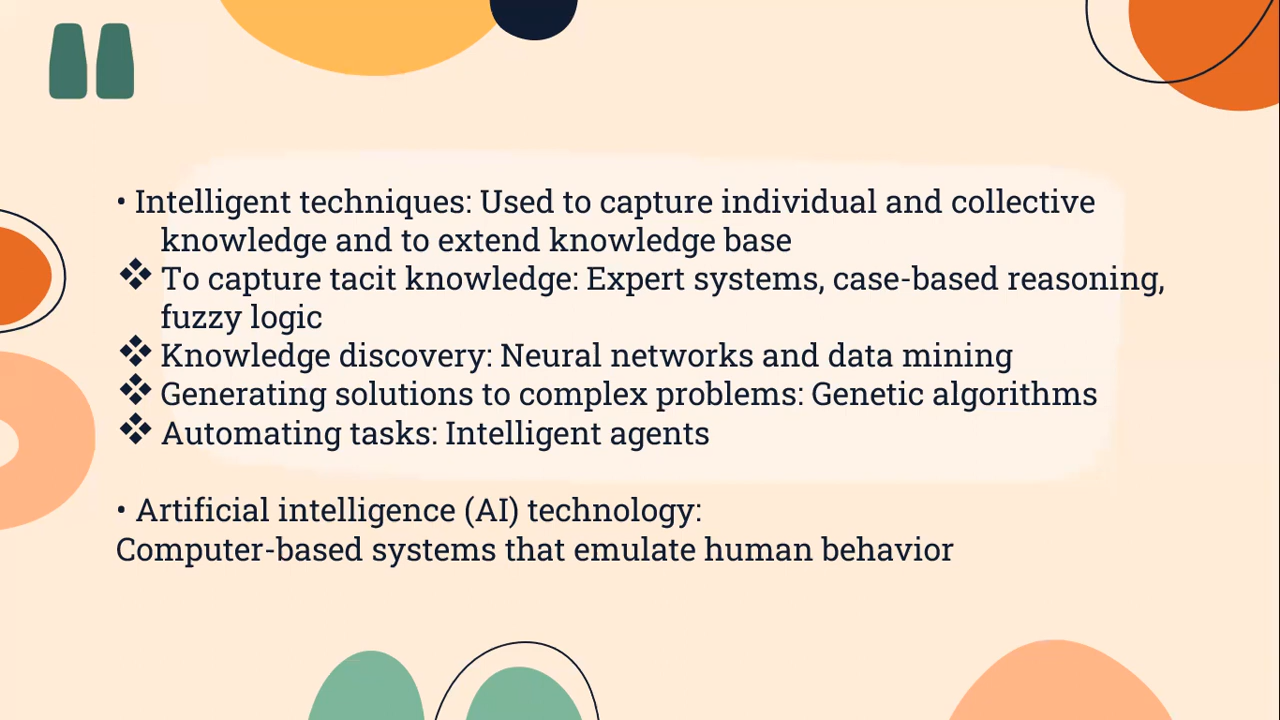 • Intelligent techniques: Used to capture individual and collective
knowledge and to extend knowledge base
❖ To capture tacit knowledge: Expert systems, case-based reasoning,
fuzzy logic
❖ Knowledge discovery: Neural networks and data mining
❖ Generating solutions to complex problems: Genetic algorithms
❖ Automating tasks: Intelligent agents
• Artificial intelligence (AI) technology:
Computer-based systems that emulate human behavior